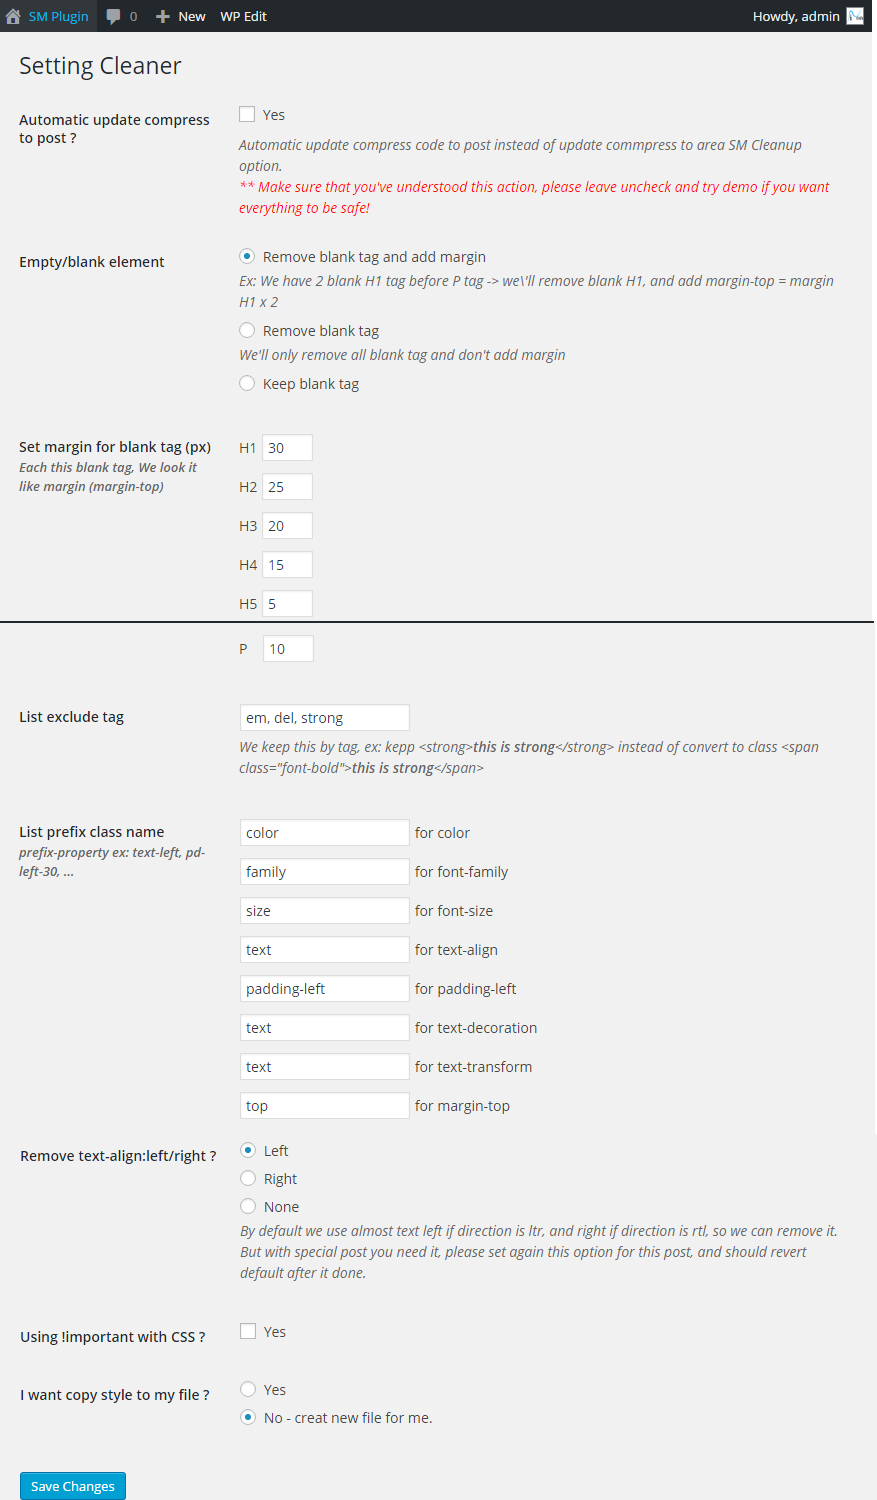 SM Plugin 0 New WP Edit Howdy, admin
Setting Cleaner
Automatic update compress
to post ?
Yes
Automatic update compress code to post instead of update commpress to area SM Cleanup
option.
** Make sure that you've understood this action, please leave uncheck and try demo if you want
everything to be safe!
Empty/blank element
Remove blank tag and add margin
Ex: We have 2 blank H1 tag before P tag -> we\'ll remove blank H1, and add margin-top = margin
H1 x 2
Remove blank tag
We'll only remove all blank tag and don't add margin
Keep blank tag
Set margin for blank tag (px)
Each this blank tag, We look it
like margin (margin-top)
H1 30
H2 25
H3 20
H4 15
H5 5
P 10
List exclude tag
em, del, strong
We keep this by tag, ex: kepp <strong>this is strong</strong> instead of convert to class <span
class="font-bold">this is strong</span>
List prefix class name
prefix-property ex: text-left, pd-
left-30, ...
color for color
family for font-family
size for font-size
text for text-align
padding-left for padding-left
text for text-decoration
text for text-transform
top for margin-top
Remove text-align:left/right ?
Left
Right
None
By default we use almost text left if direction is ltr, and right if direction is rtl, so we can remove it.
But with special post you need it, please set again this option for this post, and should revert
default after it done.
Using !important with CSS ?
Yes
I want copy style to my file ?
Yes
No - creat new file for me.
Save Changes